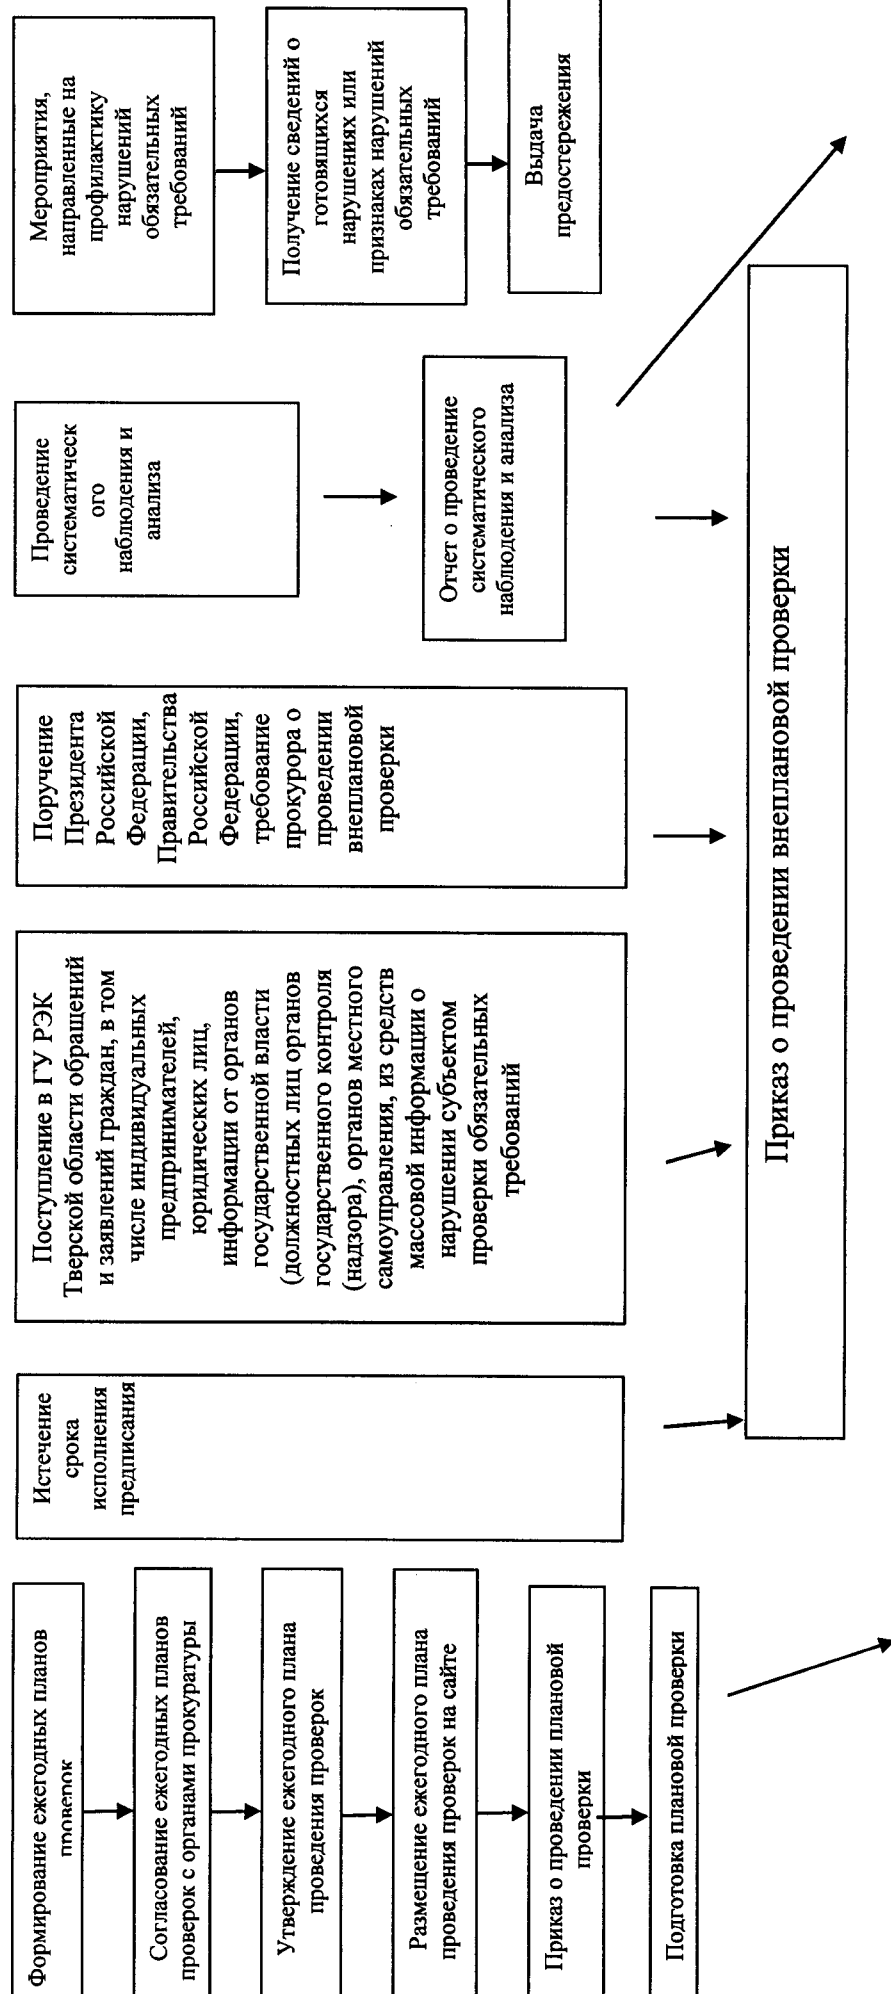 Формирование ежегодных планов
проверок
Согласование ежегодных планов
проверок с органами прокуратуры
Утверждение ежегодного плана
проведения проверок
Размещение ежегодного плана
проведения проверок на сайте
Приказ о проведении плановой
проверки
Подготовка плановой проверки
Истечение
срока
исполнения
предписания
Поступление в ГУ РЭК
Тверской области обращений
и заявлений граждан, в том
числе индивидуальных
предпринимателей,
юридических лиц,
информации от органов
государственной власти
(должностных лиц органов
государственного контроля
(надзора), органов местного
самоуправления, из средств
массовой информации о
нарушении субъектом
проверки обязательных
требований
Поручение
Президента
Российской
Федерации,
Правительства
Российской
Федерации,
требование
прокурора о
проведении
внеплановой
проверки
Проведение
систематическ
ого
наблюдения и
анализа
Отчет о проведение
систематического
наблюдения и анализа
Мероприятия,
направленные на
профилактику
нарушений
обязательных
требований
Получение сведений о
готовящихся
нарушениях или
признаках нарушений
обязательных
требований
Выдача
предостережения
Приказ о проведении внеплановой проверки